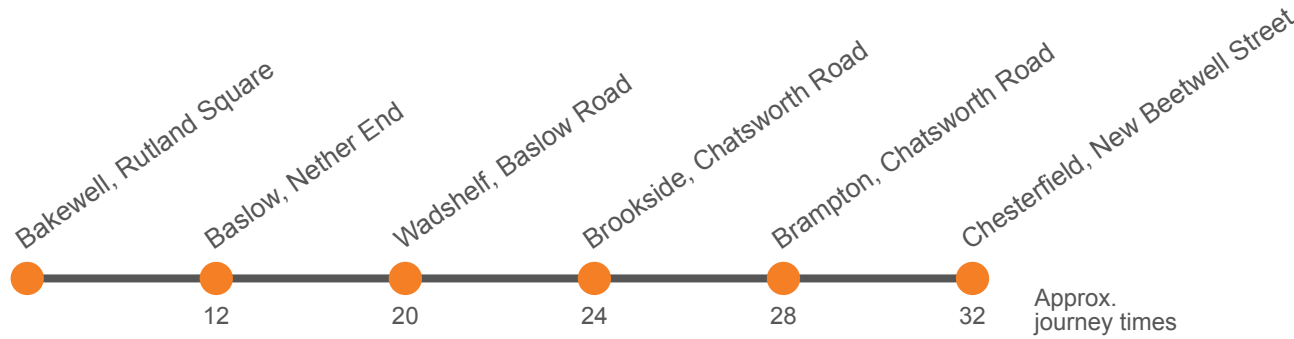 Bakewell, Rutland Square
Baslow, Nether End
Wadshelf, Baslow Road
Brookside, Chatsworth Road
Brampton, Chatsworth Road
Chesterfield, New Beetwell Street
12
20
24
28
32
Approx.
journey times